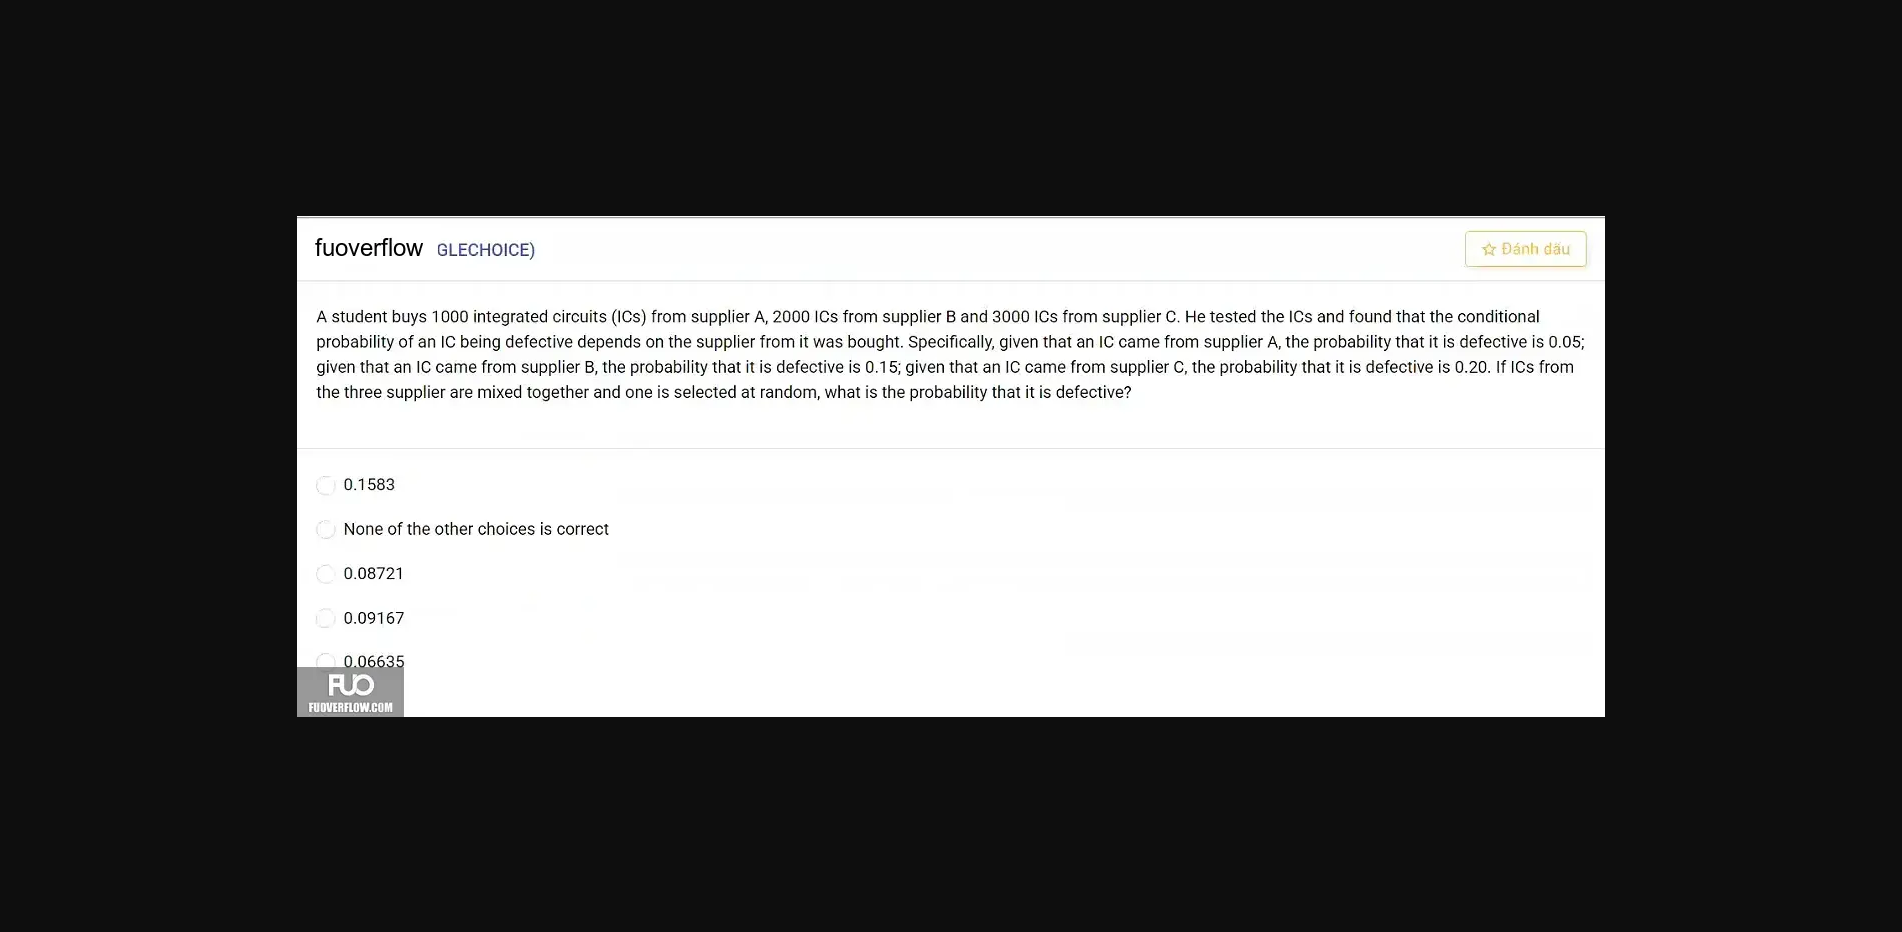 fuoverflow GLECHOICE)
Đánh dấu
A student buys 1000 integrated circuits (ICs) from supplier A, 2000 ICs from supplier B and 3000 ICs from supplier C. He tested the ICs and found that the conditional
probability of an IC being defective depends on the supplier from it was bought. Specifically, given that an IC came from supplier A, the probability that it is defective is 0.05;
given that an IC came from supplier B, the probability that it is defective is 0.15; given that an IC came from supplier C, the probability that it is defective is 0.20. If ICs from
the three supplier are mixed together and one is selected at random, what is the probability that it is defective?
0.1583
None of the other choices is correct
0.08721
0.09167
0.06635
FUO
FUOVERFLOW.COM